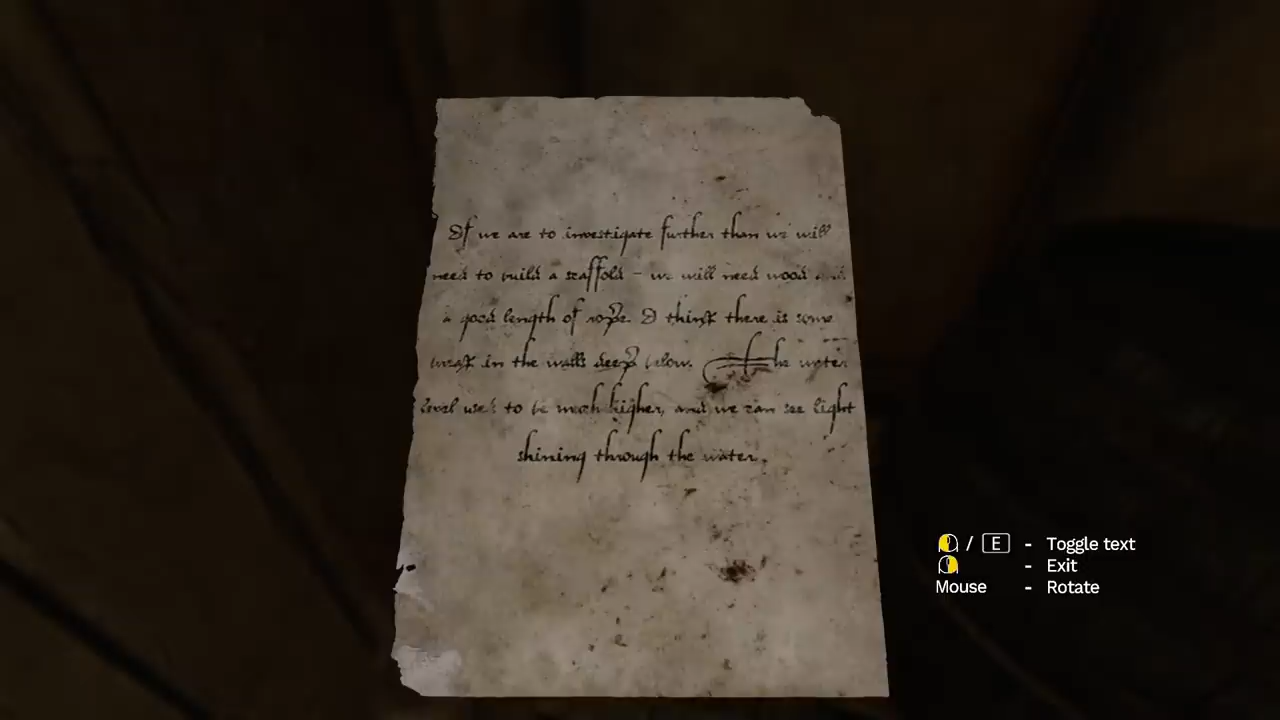 If we are to investigate further than we will
need to build a scaffold - we will need wood and
a good length of rope. I think there is some
weak in the walls deep below. The water
level used to be much higher, and we can see light
shining through the water.
/ E - Toggle text
- Exit
Mouse - Rotate